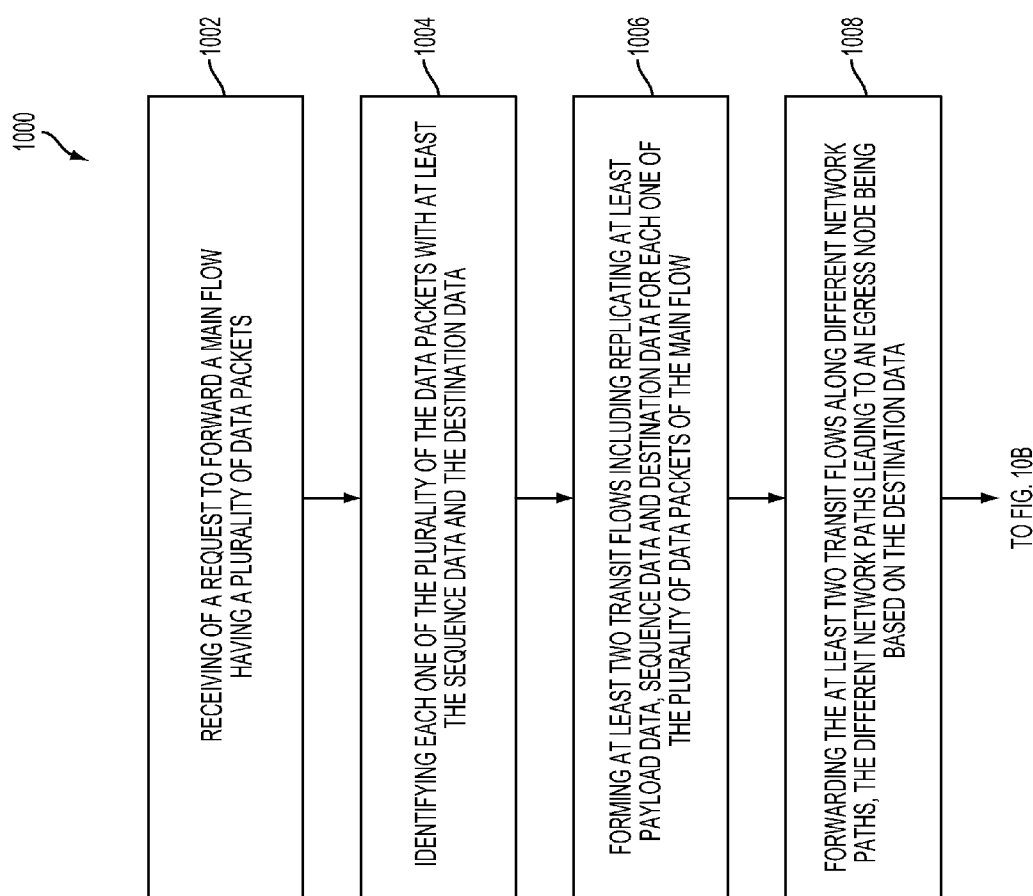 1000
1002
RECEIVING OF A REQUEST TO FORWARD A MAIN FLOW
HAVING A PLURALITY OF DATA PACKETS
1004
IDENTIFYING EACH ONE OF THE PLURALITY OF THE DATA PACKETS WITH AT LEAST
THE SEQUENCE DATA AND THE DESTINATION DATA
1006
FORMING AT LEAST TWO TRANSIT FLOWS INCLUDING REPLICATING AT LEAST
PAYLOAD DATA, SEQUENCE DATA AND DESTINATION DATA FOR EACH ONE OF
THE PLURALITY OF DATA PACKETS OF THE MAIN FLOW
1008
FORWARDING THE AT LEAST TWO TRANSIT FLOWS ALONG DIFFERENT NETWORK
PATHS, THE DIFFERENT NETWORK PATHS LEADING TO AN EGRESS NODE BEING
BASED ON THE DESTINATION DATA
TO FIG. 10B